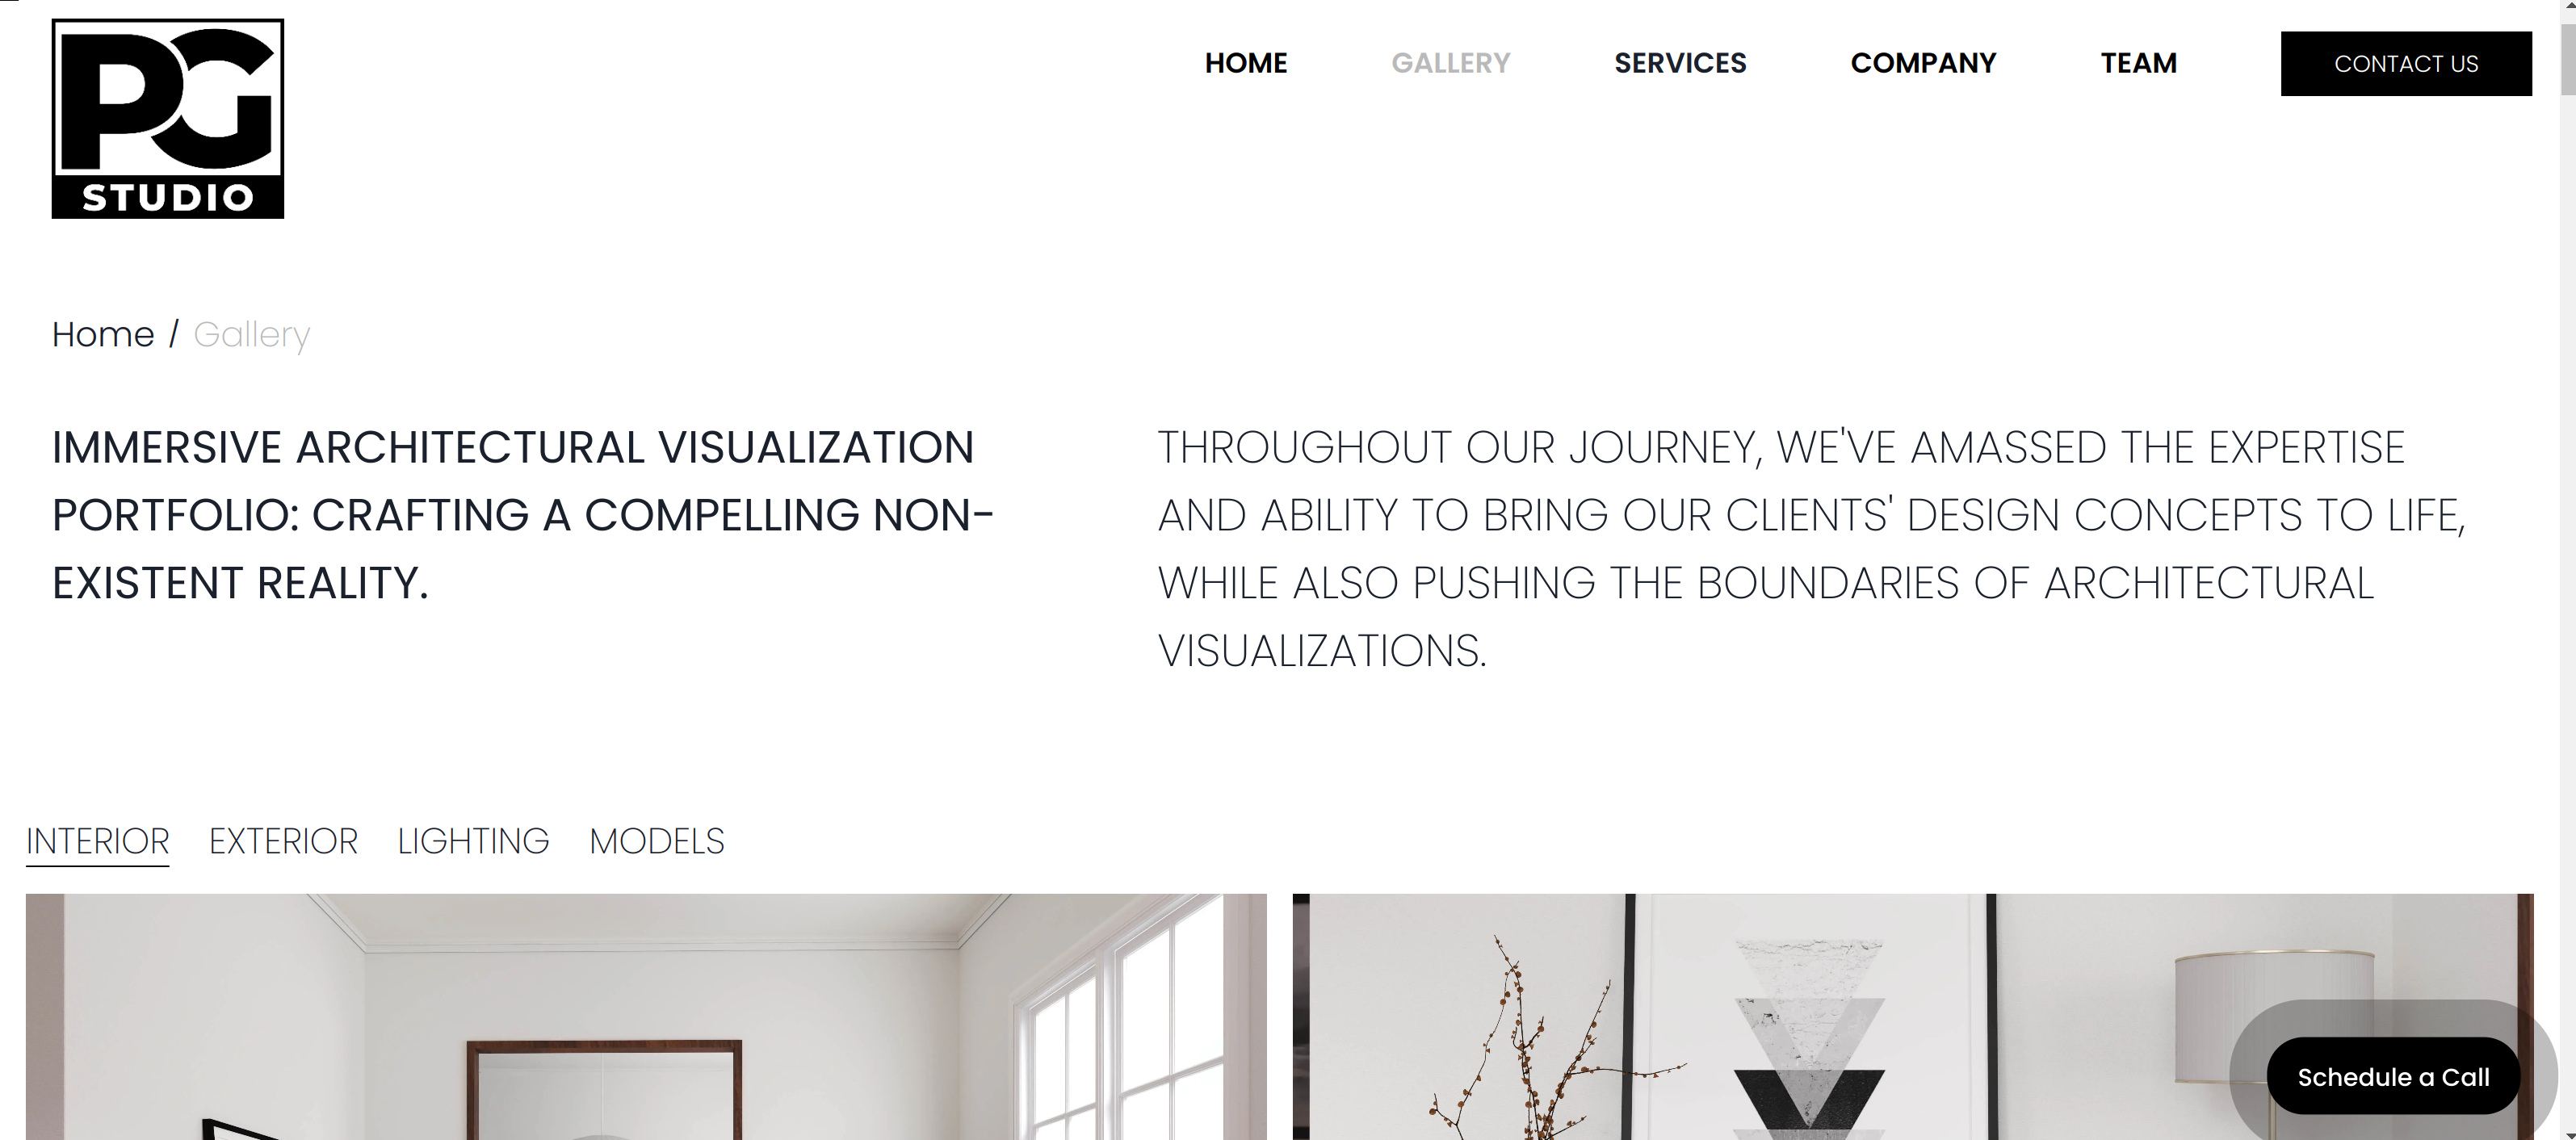 PG
STUDIO
HOME GALLERY SERVICES COMPANY TEAM CONTACT US
Home / Gallery
IMMERSIVE ARCHITECTURAL VISUALIZATION
PORTFOLIO: CRAFTING A COMPELLING NON-
EXISTENT REALITY.
THROUGHOUT OUR JOURNEY, WE'VE AMASSED THE EXPERTISE
AND ABILITY TO BRING OUR CLIENTS' DESIGN CONCEPTS TO LIFE,
WHILE ALSO PUSHING THE BOUNDARIES OF ARCHITECTURAL
VISUALIZATIONS.
INTERIOR EXTERIOR LIGHTING MODELS
Schedule a Call